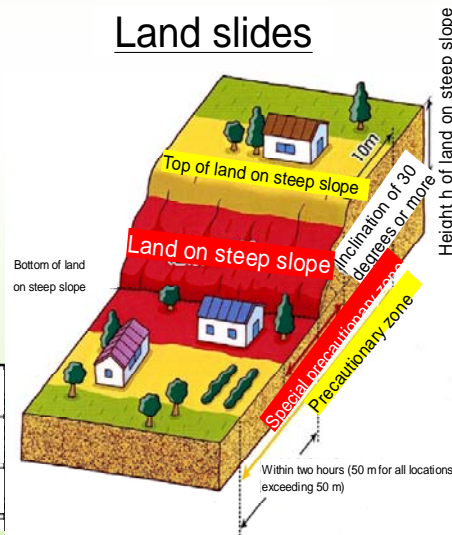 Land slides
Height h of land on steep slope
10m
Top of land on steep slope
Inclination of 30
degrees or more
Land on steep slope
Bottom of land
on steep slope
Special precautionary zone
Precautionary zone
Within two hours (50 m for all locations
exceeding 50 m)